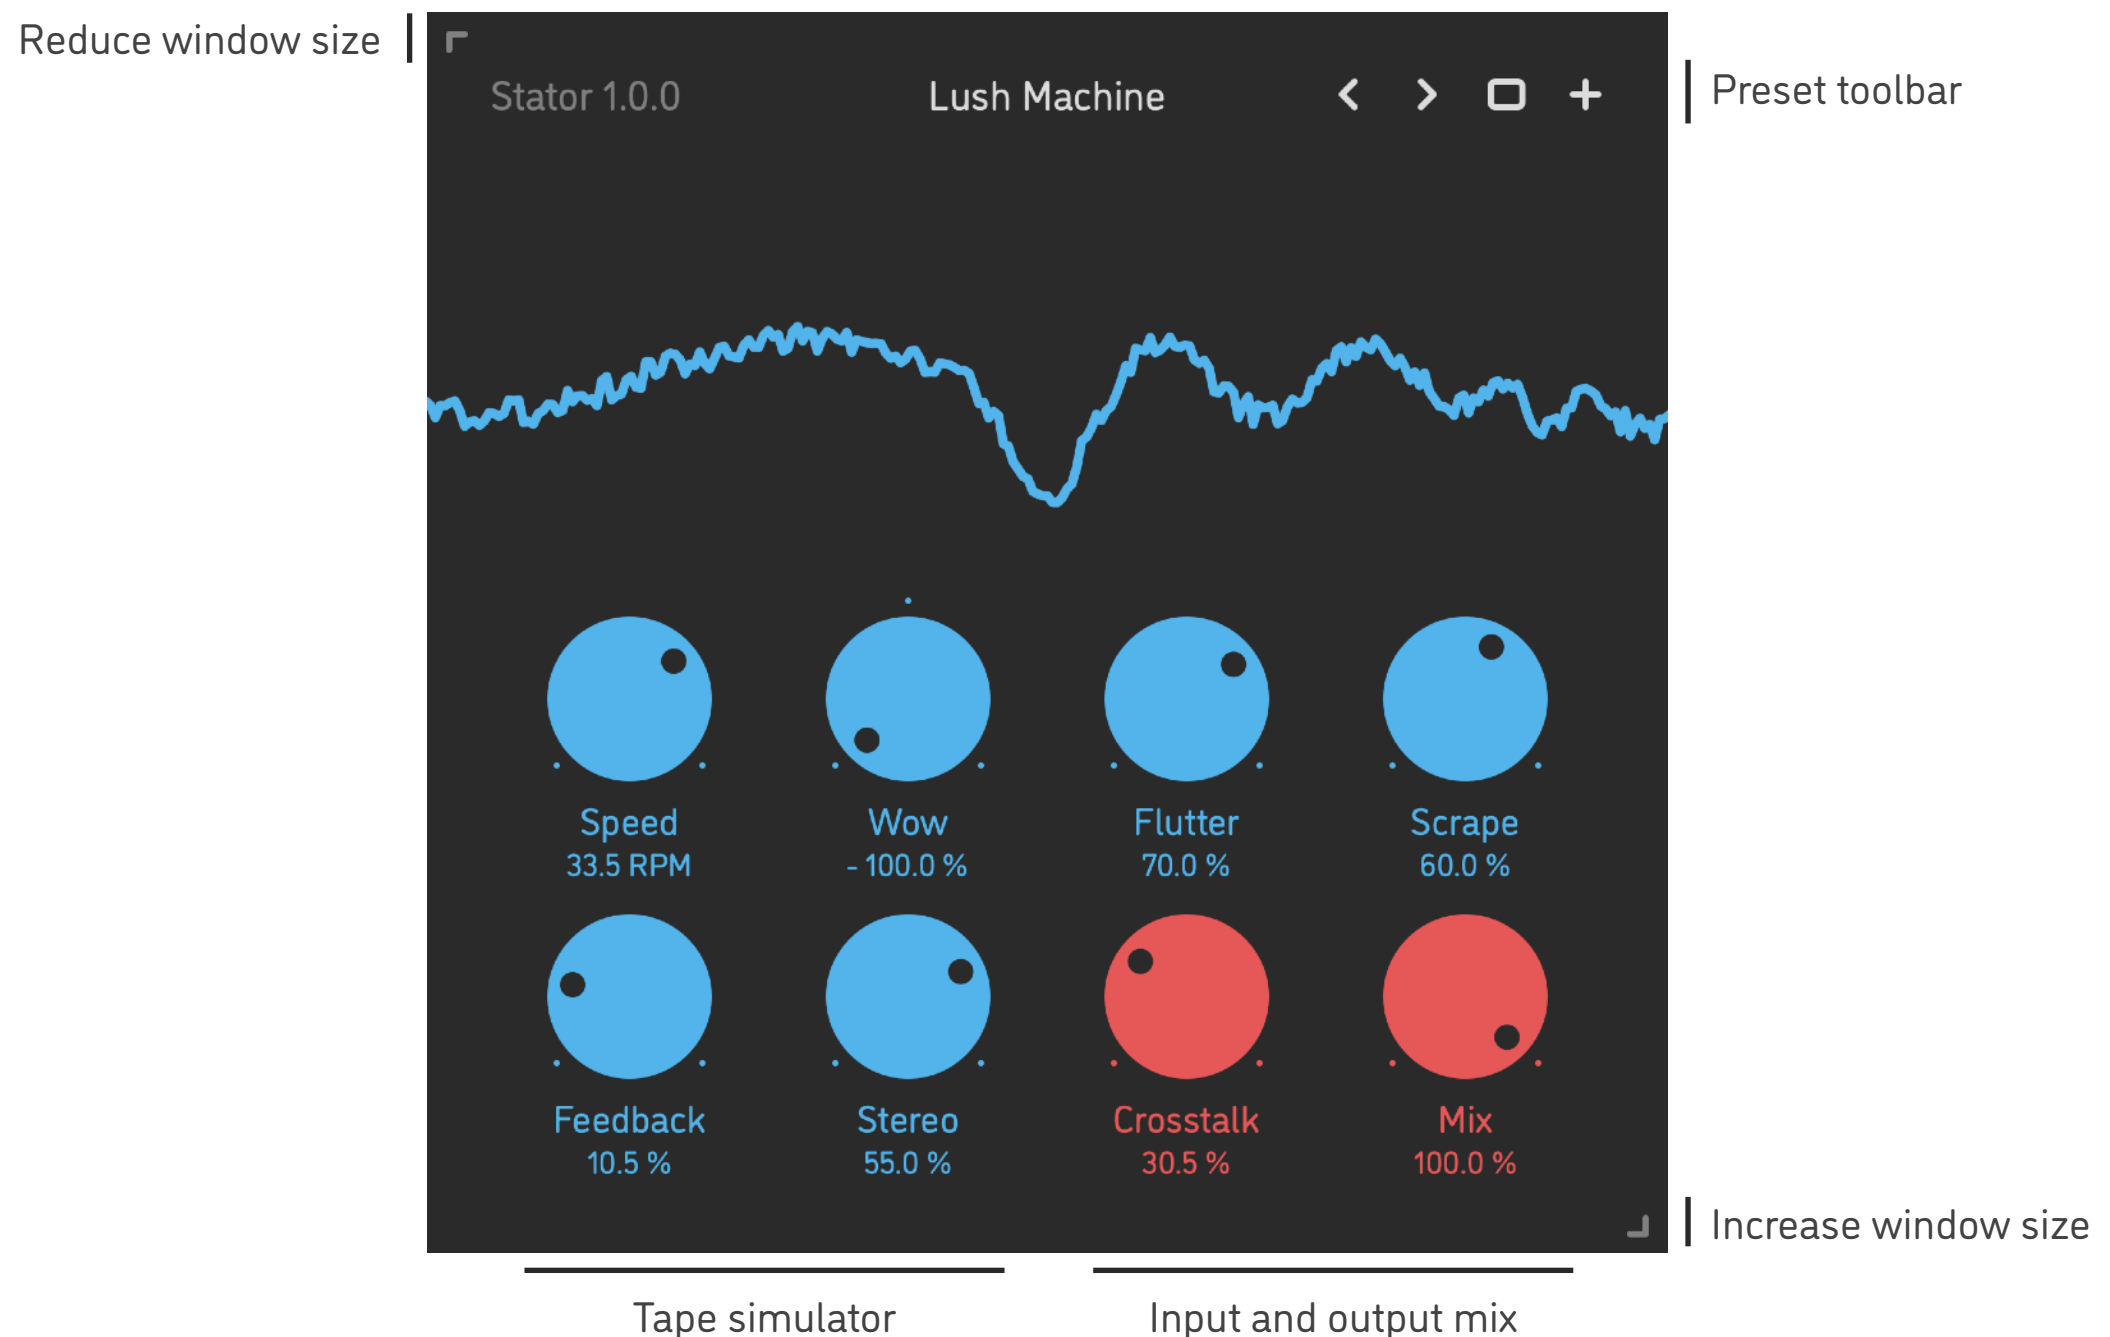 Reduce window size
Stator 1.0.0
Lush Machine
Preset toolbar
Speed
33.5 RPM
Wow
- 100.0 %
Flutter
70.0 %
Scrape
60.0 %
Feedback
10.5 %
Stereo
55.0 %
Crosstalk
30.5 %
Mix
100.0 %
Increase window size
Tape simulator
Input and output mix